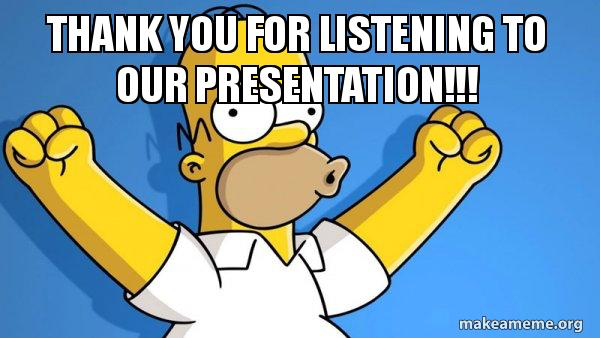 THANK YOU FOR LISTENING TO
OUR PRESENTATION!!!
makeameme.org